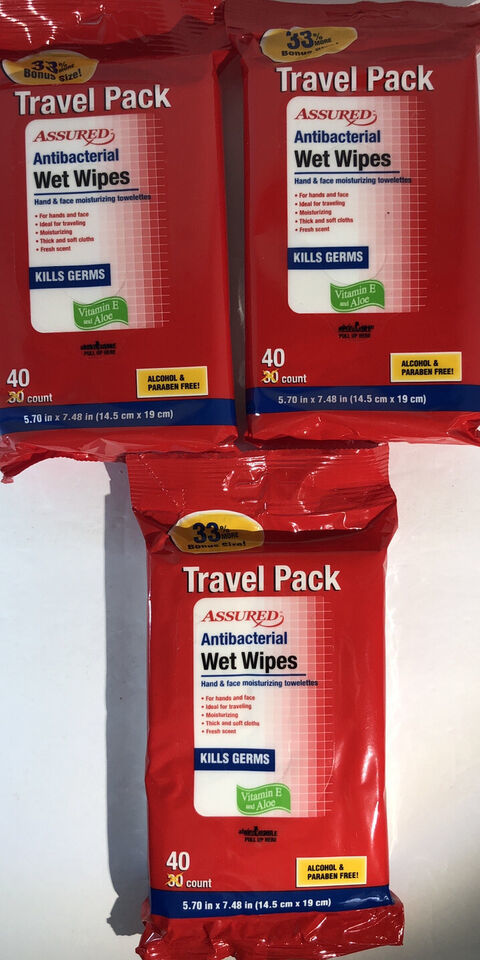 33% MORE
Bonus Size!
Travel Pack
ASSURED
Antibacterial
Wet Wipes
Hand & face moisturizing towelettes
• For hands and face
• Ideal for traveling
• Moisturizing
• Thick and soft cloths
• Fresh scent
KILLS GERMS
Vitamin E
and Aloe
PULL UP HERE
40
30 count
ALCOHOL &
PARABEN FREE!
5.70 in x 7.48 in (14.5 cm x 19 cm)
33% MORE
Bonus Size!
Travel Pack
ASSURED
Antibacterial
Wet Wipes
Hand & face moisturizing towelettes
• For hands and face
• Ideal for traveling
• Moisturizing
• Thick and soft cloths
• Fresh scent
KILLS GERMS
Vitamin E
and Aloe
PULL UP HERE
40
30 count
ALCOHOL &
PARABEN FREE!
5.70 in x 7.48 in (14.5 cm x 19 cm)
33% MORE
Bonus Size!
Travel Pack
ASSURED
Antibacterial
Wet Wipes
Hand & face moisturizing towelettes
• For hands and face
• Ideal for traveling
• Moisturizing
• Thick and soft cloths
• Fresh scent
KILLS GERMS
Vitamin E
and Aloe
PULL UP HERE
40
30 count
ALCOHOL &
PARABEN FREE!
5.70 in x 7.48 in (14.5 cm x 19 cm)